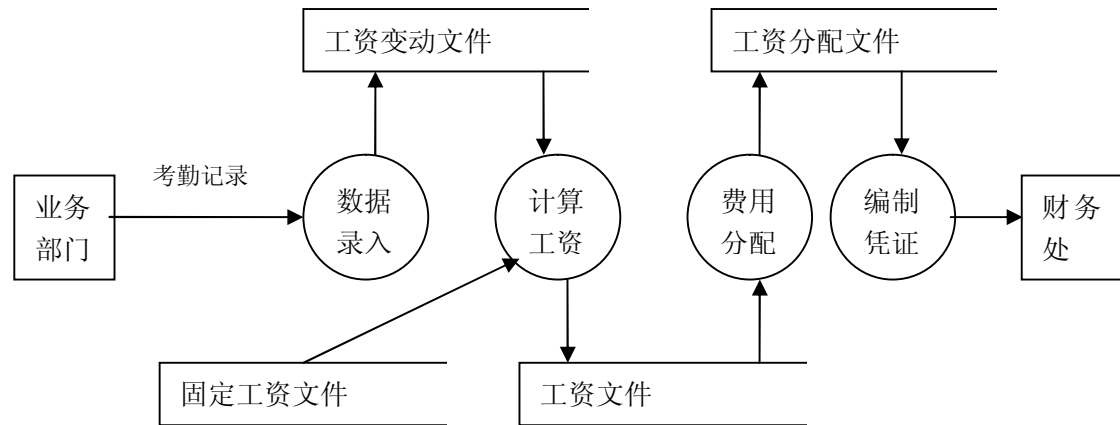 工资变动文件
工资分配文件
考勤记录
业务
部门
数据
录入
计算
工资
费用
分配
编制
凭证
财务
处
固定工资文件
工资文件